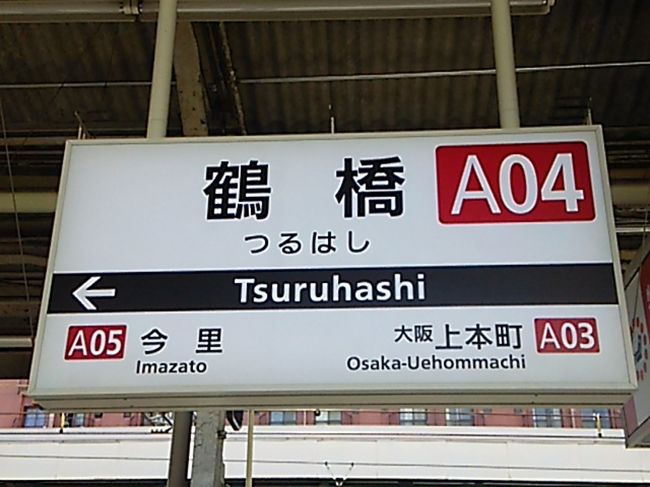 鶴橋 A04
つるはし
← Tsuruhashi
A05 今里 大阪上本町 A03
Imazato Osaka-Uehommachi